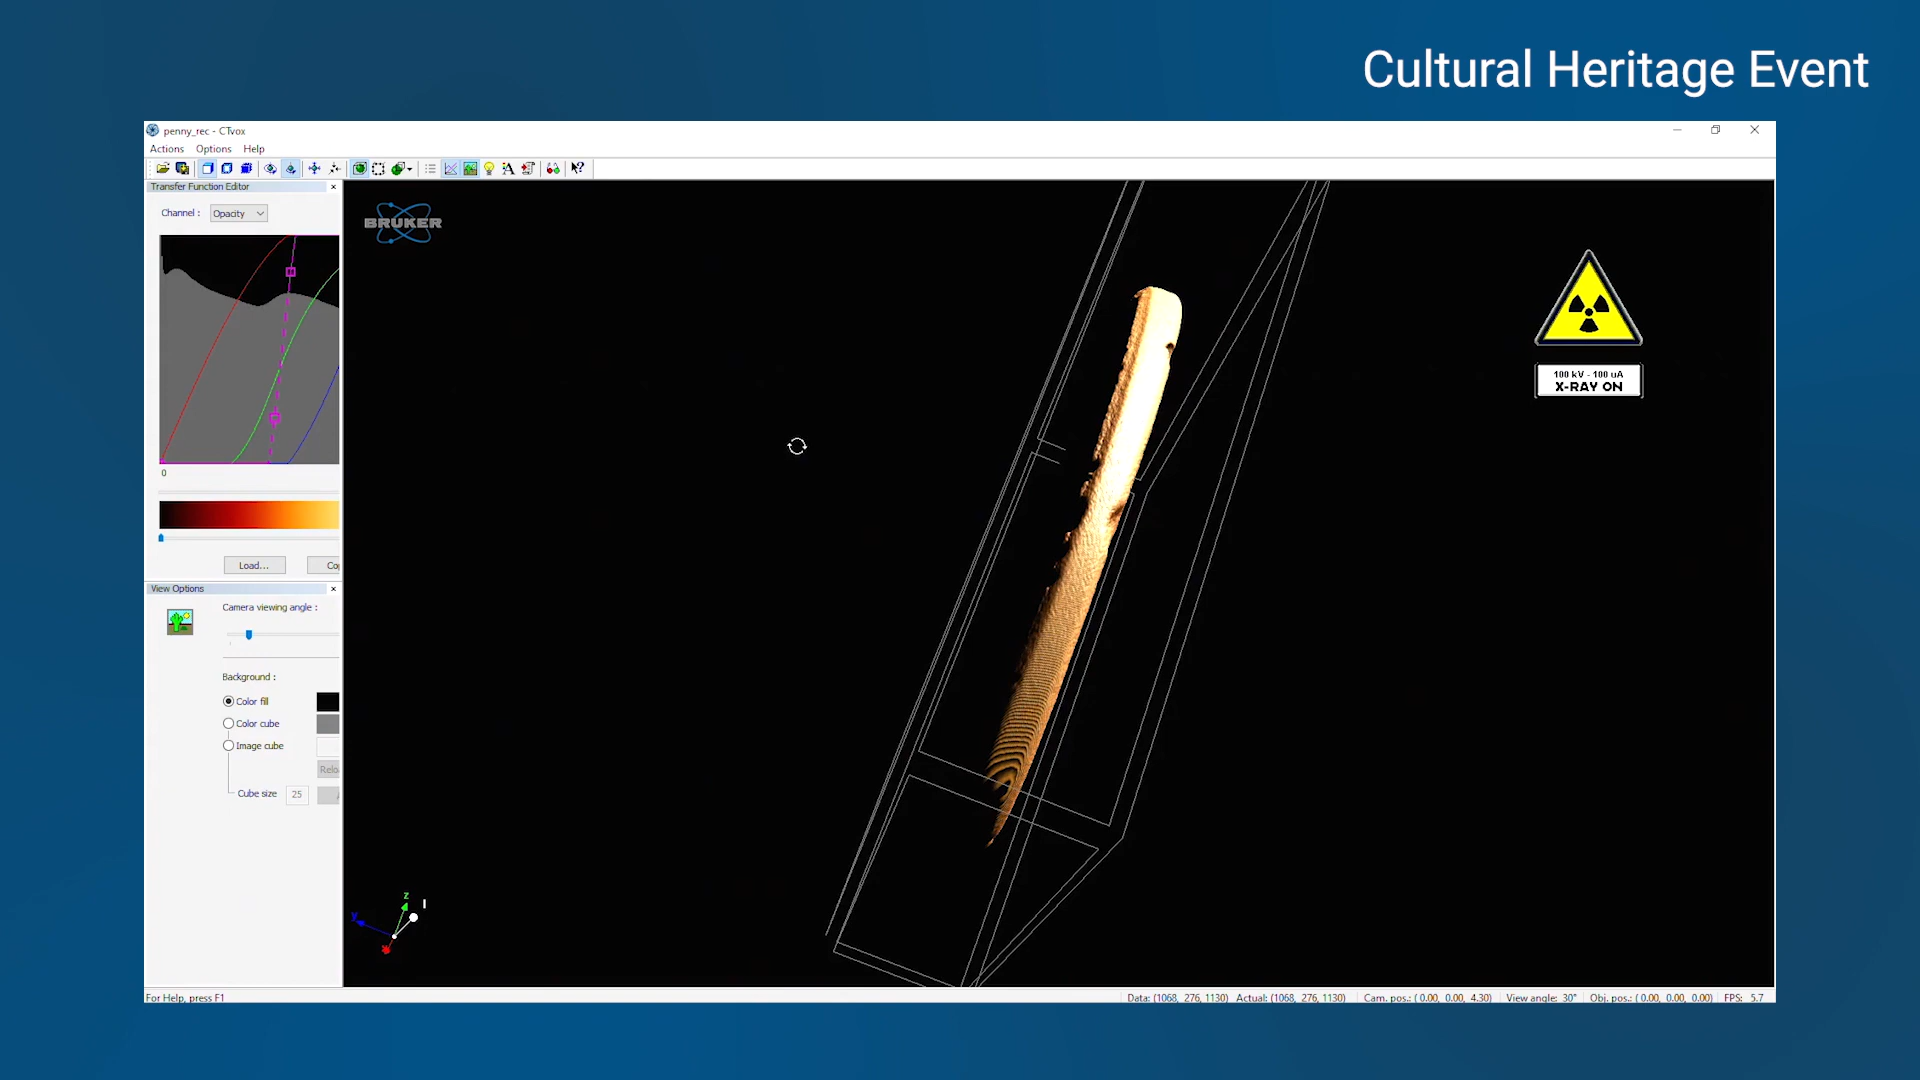 Cultural Heritage Event
penny_rec - CTvox
Actions Options Help
Transfer Function Editor
Channel : Opacity
BRUKER
100 kV - 100 uA
X-RAY ON
0
Load...
View Options
Camera viewing angle :
Background :
Color fill
Color cube
Image cube
Cube size 25
z
y
x
I
For Help, press F1
Data: (1068, 276, 1130) Actual: (1068, 276, 1130) Cam. pos.: ( 0.00, 0.00, 4.30) View angle: 30° Obj. pos.: ( 0.00, 0.00, 0.00) FPS: 5.7